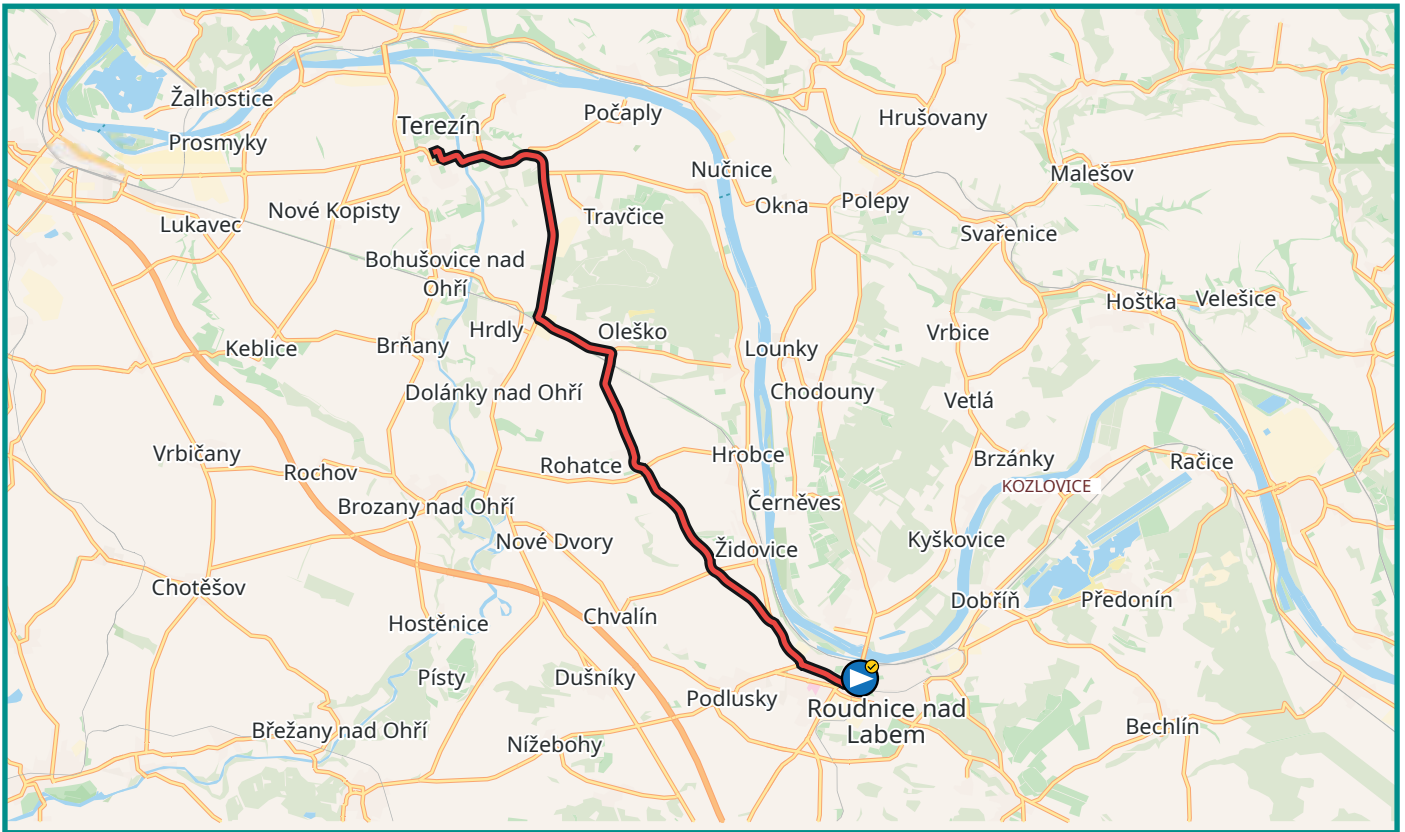 Žalhostice
Prosmyky
Terezín
Počaply
Hrušovany
Nučnice
Malešov
Lukavec
Nové Kopisty
Travčice
Okna
Polepy
Svařenice
Bohušovice nad
Ohří
Hoštka
Velešice
Keblice
Brňany
Hrdly
Oleško
Lounky
Vrbice
Dolánky nad Ohří
Chodouny
Vetlá
Vrbičany
Rochov
Rohatce
Hrobce
Brzánky
Račice
KOZLOVICE
Brozany nad Ohří
Černěves
Nové Dvory
Židovice
Kyškovice
Chotěšov
Hostěnice
Chvalín
Dobříň
Předonín
Písty
Dušníky
Podlusky
Roudnice nad
Labem
Břežany nad Ohří
Nížebohy
Bechlín